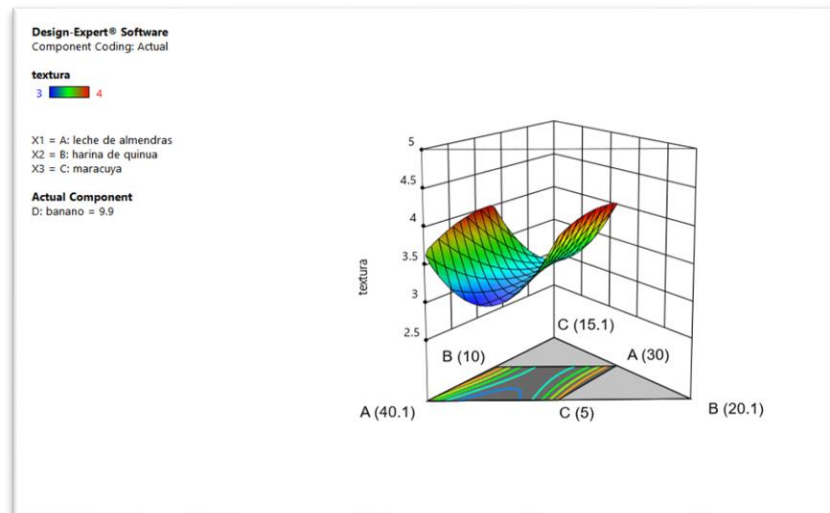 Design-Expert® Software
Component Coding: Actual
textura
3 4
X1 = A: leche de almendras
X2 = B: harina de quinua
X3 = C: maracuya
Actual Component
D: banano = 9.9
5
4.5
4
3.5
3
2.5
textura
C (15.1)
B (10) A (30)
A (40.1) C (5) B (20.1)